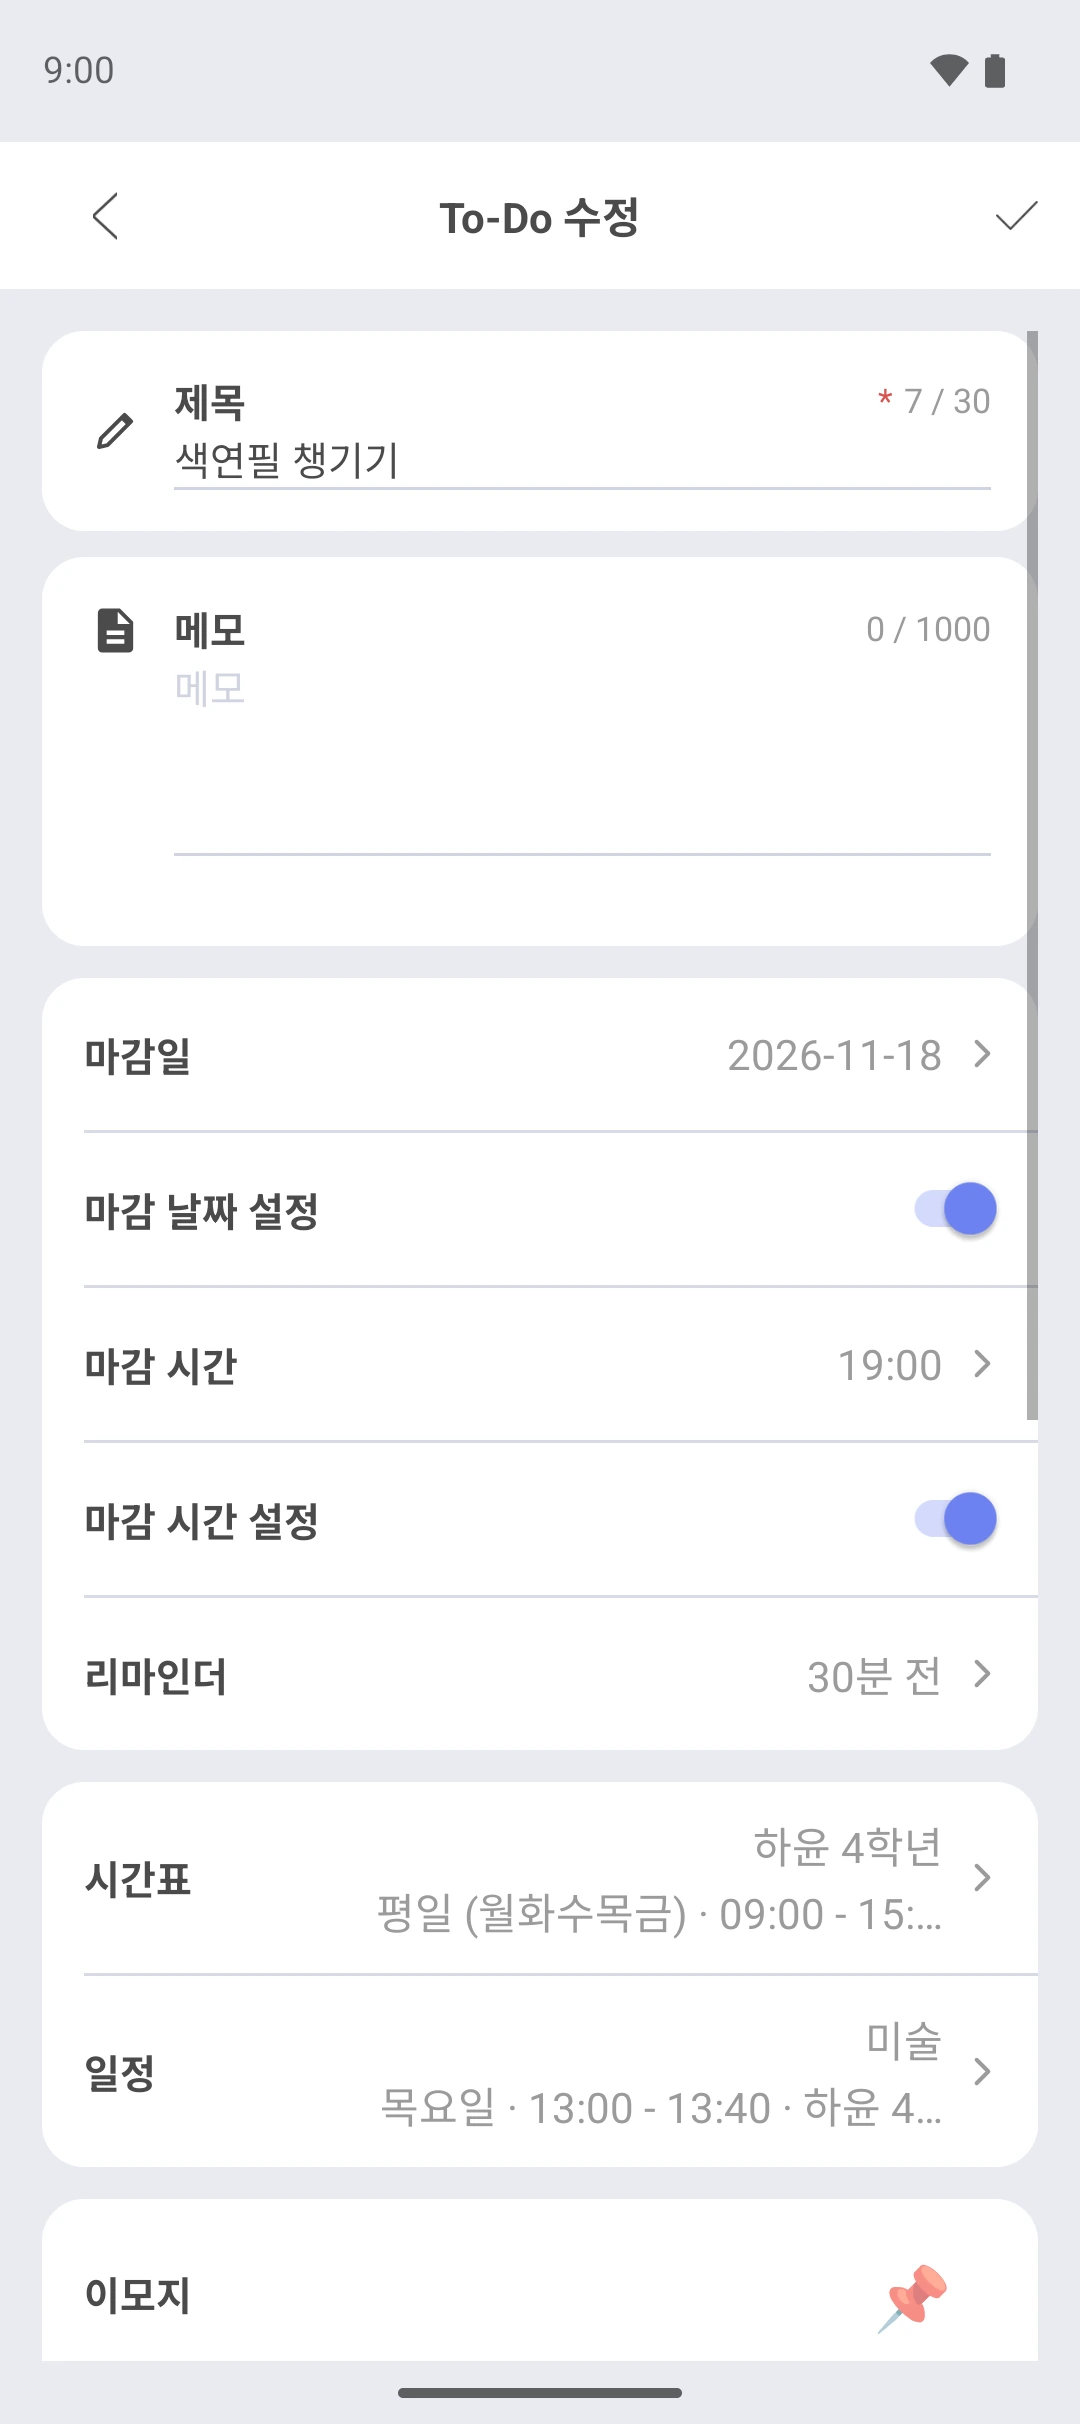 9:00
To-Do 수정
제목
* 7 / 30
색연필 챙기기
메모
0 / 1000
메모
마감일
2026-11-18
마감 날짜 설정
마감 시간
19:00
마감 시간 설정
리마인더
30분 전
시간표
하윤 4학년
평일 (월화수목금) · 09:00 - 15:...
일정
미술
목요일 · 13:00 - 13:40 · 하윤 4...
이모지